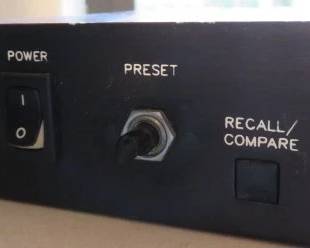 POWER
I
O
PRESET
RECALL/
COMPARE